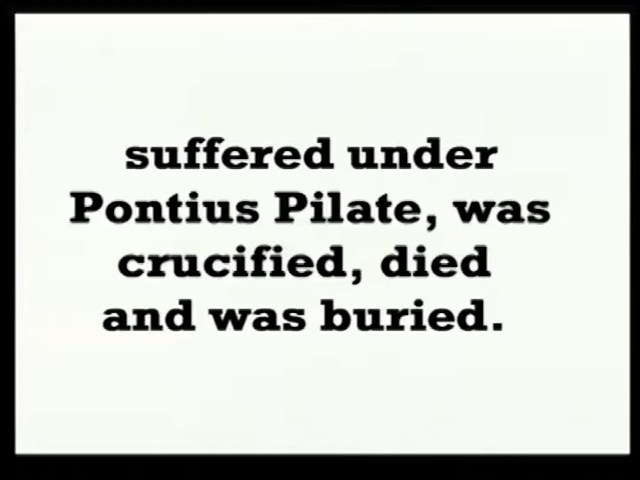 suffered under
Pontius Pilate, was
crucified, died
and was buried.